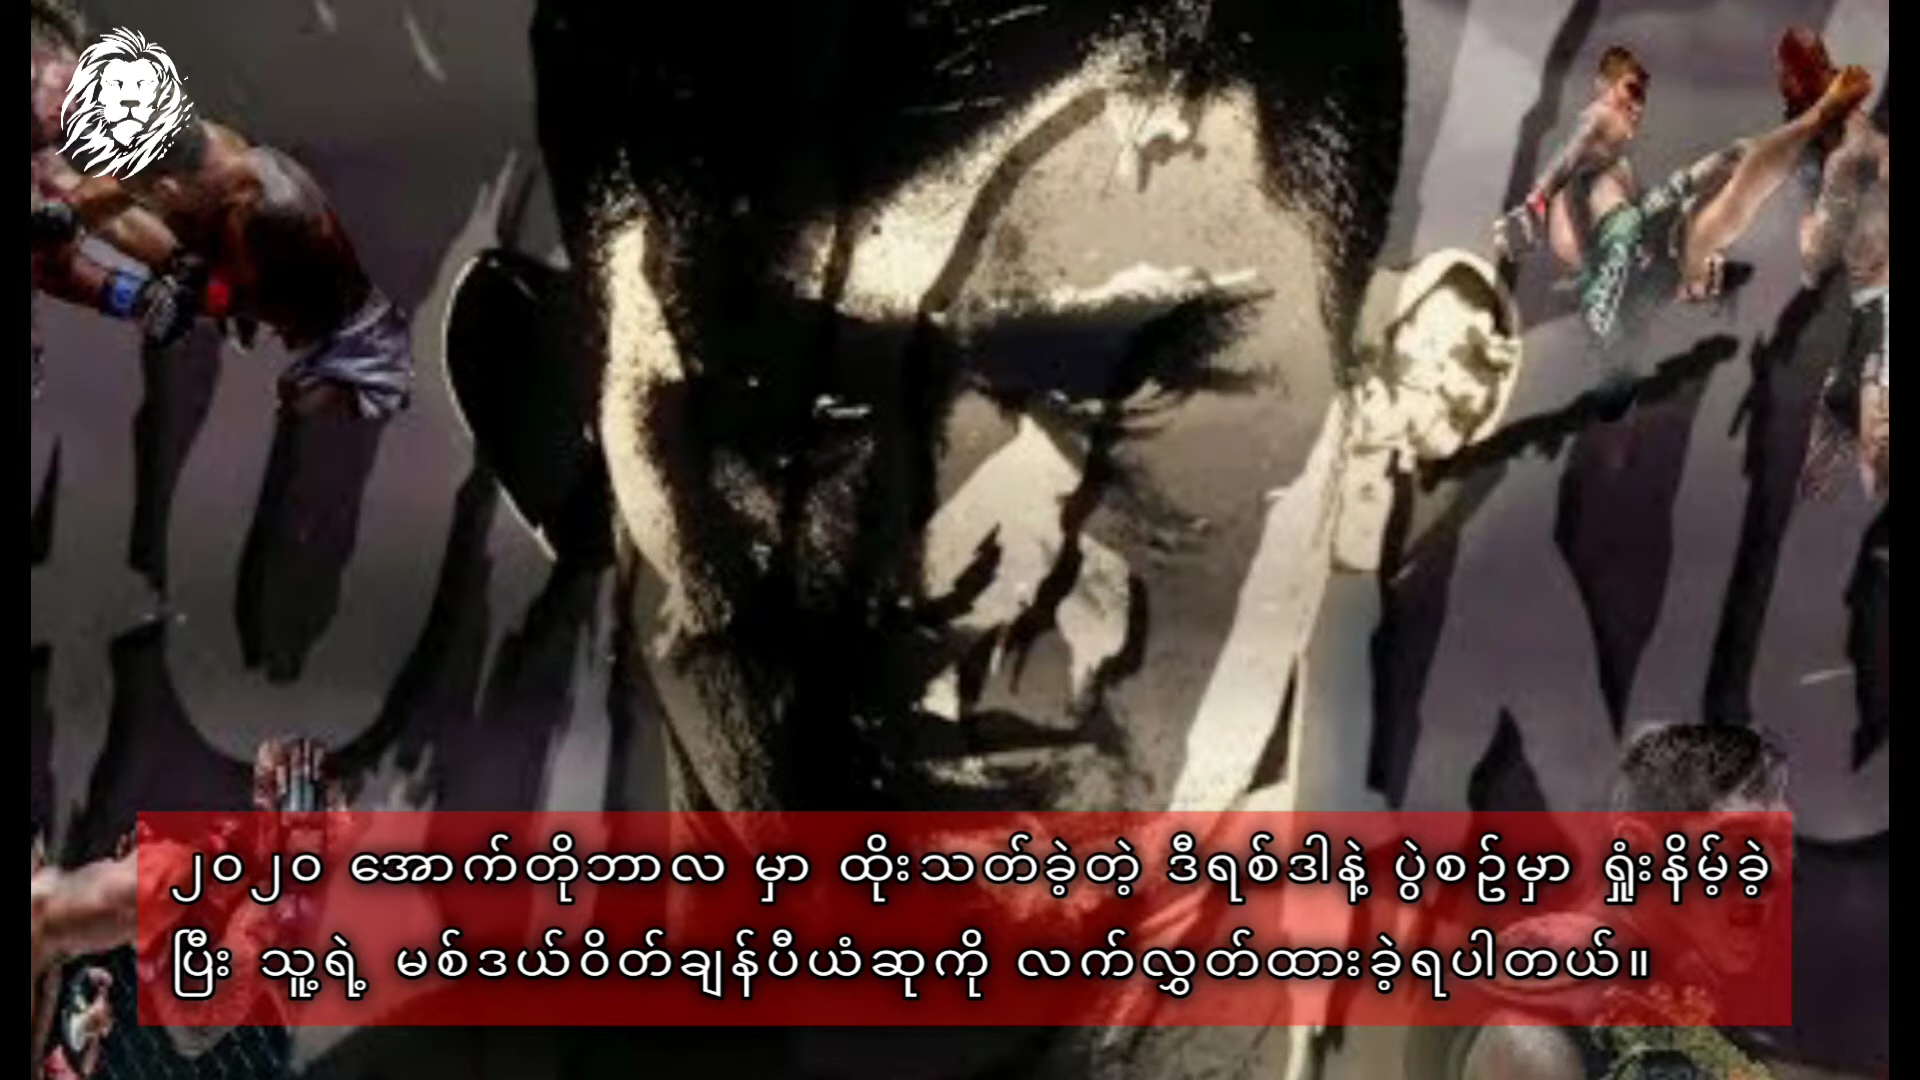 ၂၀၂၀ အောက်တိုဘာလ မှာ ထိုးသတ်ခဲ့တဲ့ ဒီရစ်ဒါနဲ့ ပွဲစဥ်မှာ ရှုံးနိမ့်ခဲ့
ပြီး သူ့ရဲ့ မစ်ဒယ်ဝိတ်ချန်ပီယံဆုကို လက်လွှတ်ထားခဲ့ရပါတယ်။